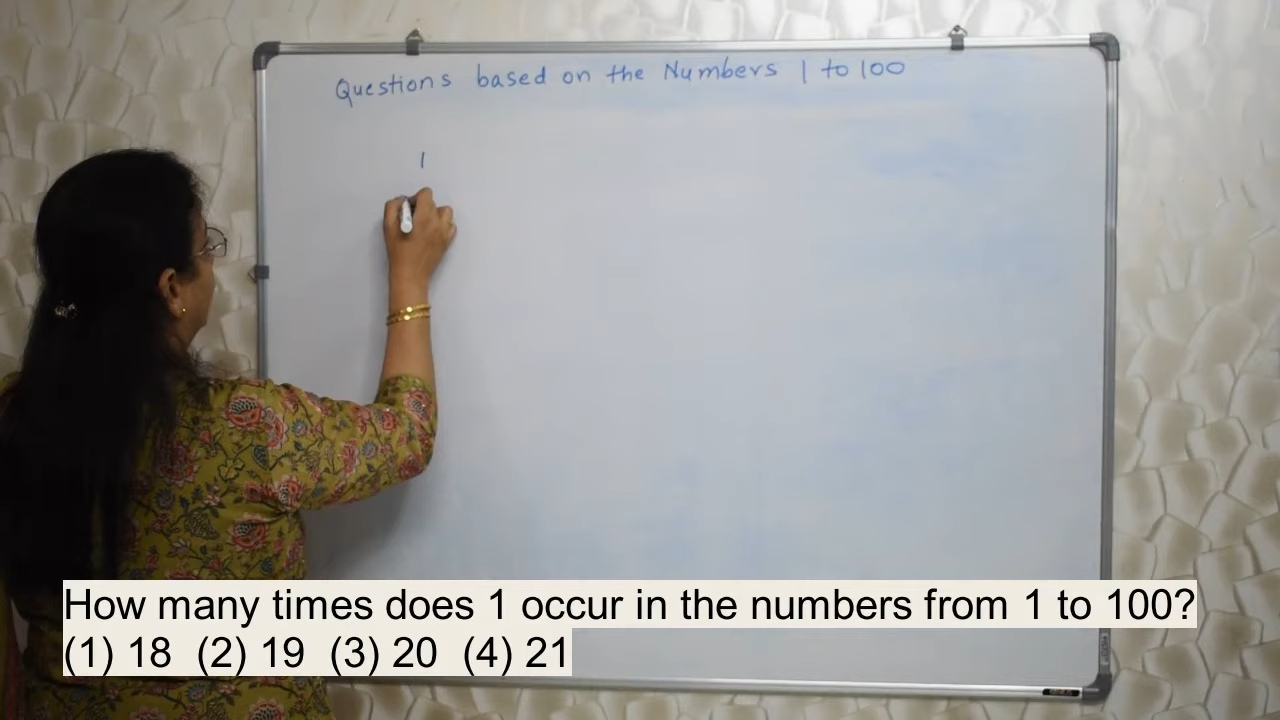 Questions based on the Numbers 1 to 100
1
How many times does 1 occur in the numbers from 1 to 100?
(1) 18 (2) 19 (3) 20 (4) 21